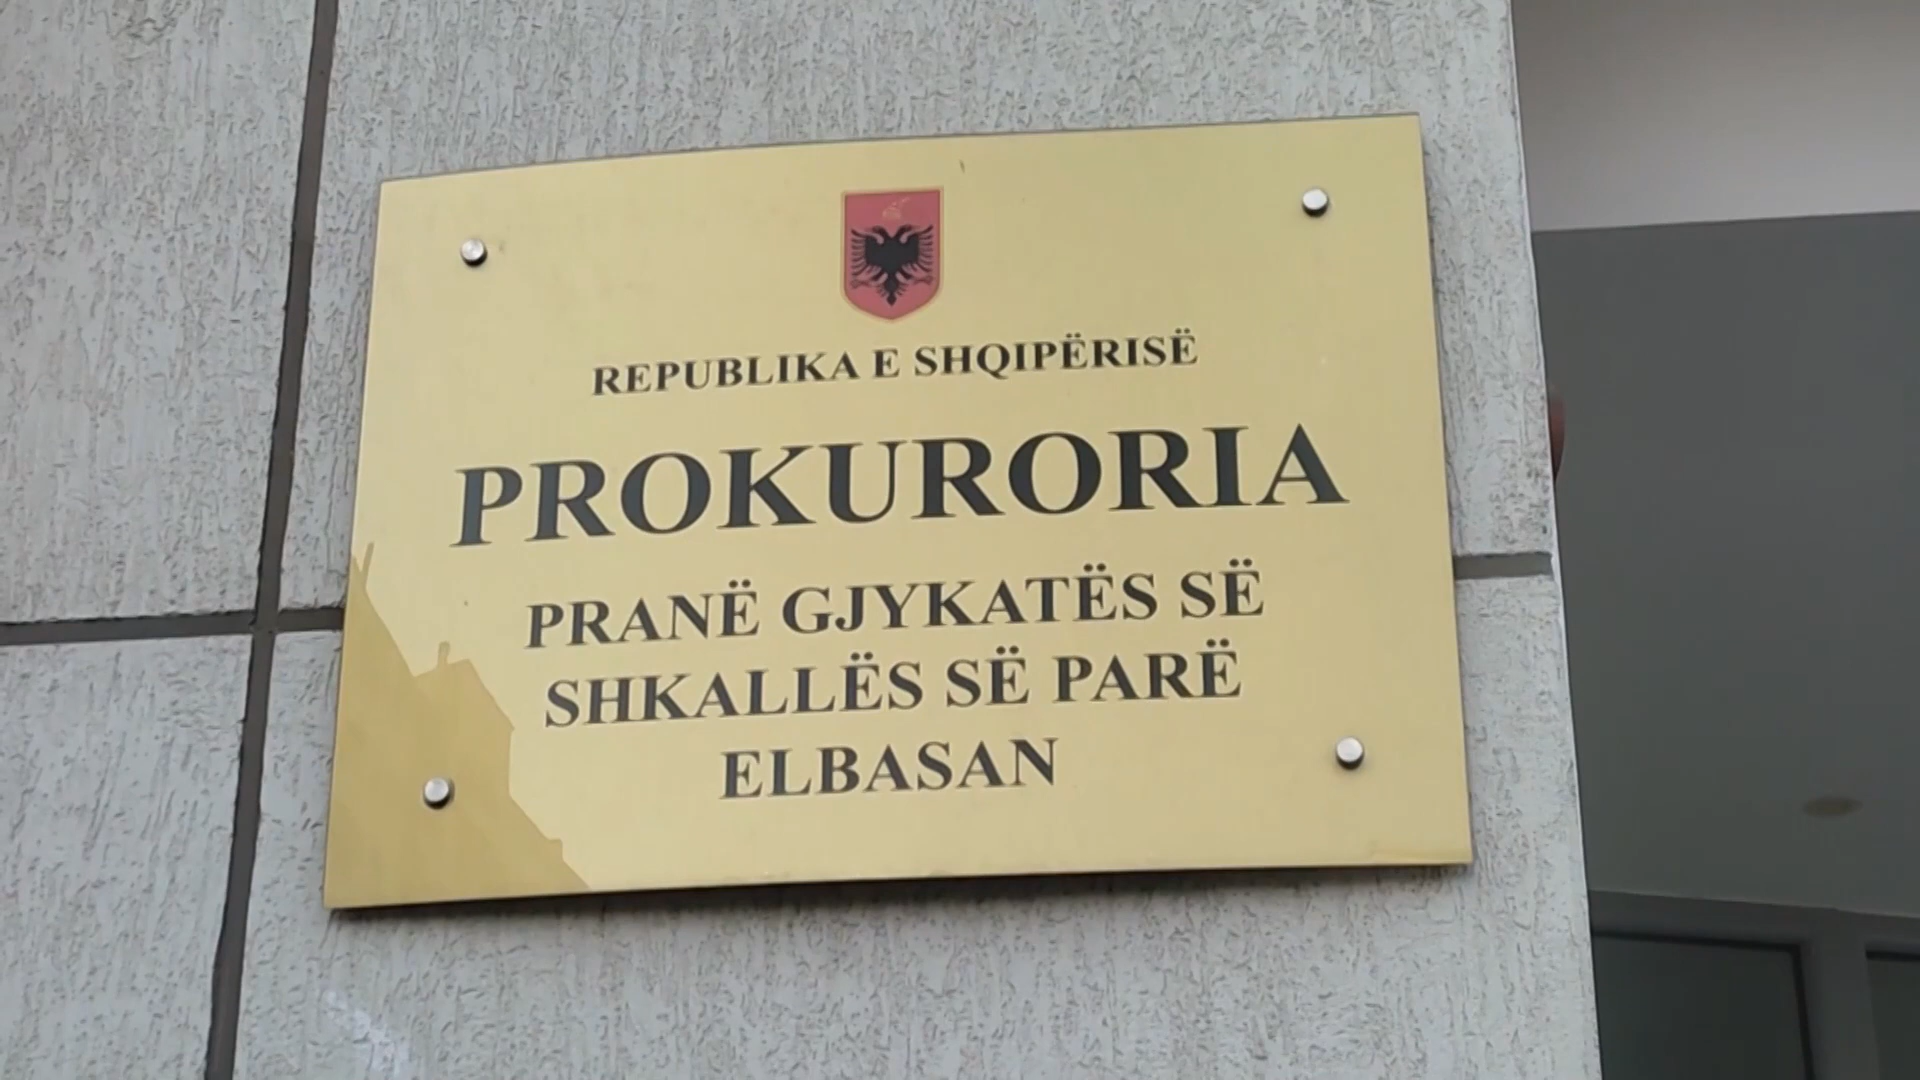 REPUBLIKA E SHQIPËRISË
PROKURORIA
PRANË GJYKATËS SË
SHKALLËS SË PARË
ELBASAN